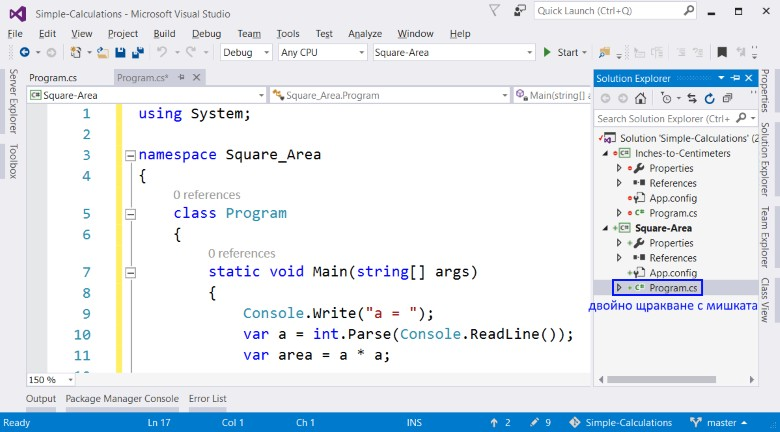 Simple-Calculations - Microsoft Visual Studio
Quick Launch (Ctrl+Q)
File Edit View Project Build Debug Team Tools Test Analyze Window Help
Debug Any CPU Square-Area Start
Server Explorer
Toolbox
Program.cs Program.cs*
Square-Area Square_Area.Program Main(string[] a
1 using System;
2
3 namespace Square_Area
4 {
0 references
5 class Program
6 {
0 references
7 static void Main(string[] args)
8 {
9 Console.Write("a = ");
10 var a = int.Parse(Console.ReadLine());
11 var area = a * a;
150 %
Solution Explorer
Search Solution Explorer (Ctrl+
Solution 'Simple-Calculations' (2
Inches-to-Centimeters
Properties
References
App.config
Program.cs
Square-Area
Properties
References
App.config
Program.cs
двойно щракване с мишката
Properties
Solution Explorer
Team Explorer
Class View
Output Package Manager Console Error List
Ready Ln 17 Col 1 Ch 1 INS 2 9 Simple-Calculations master